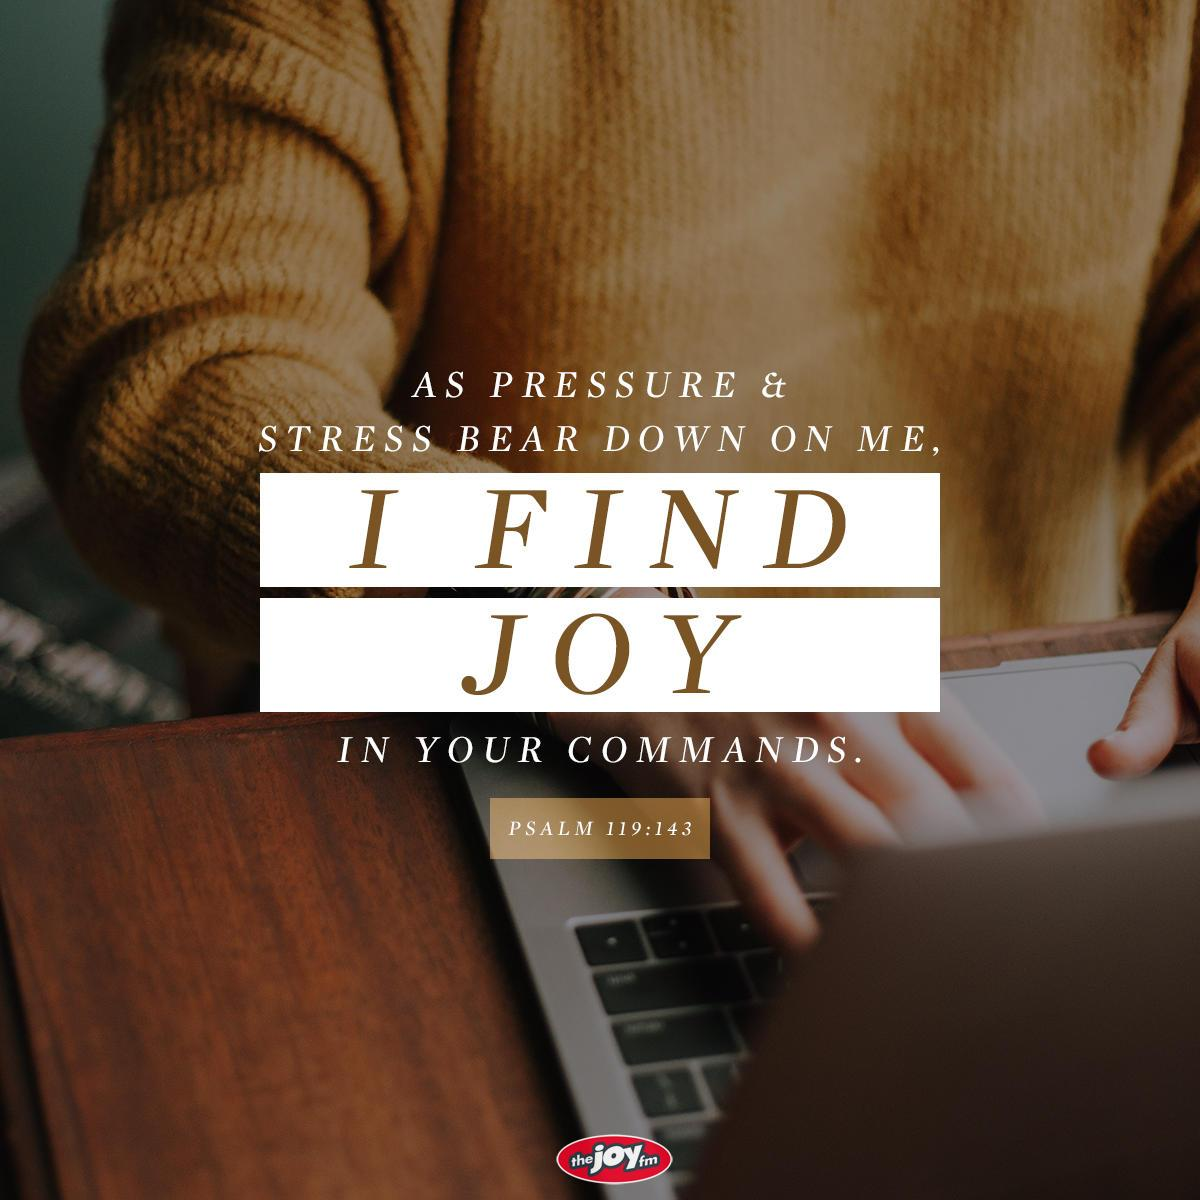 AS PRESSURE &
STRESS BEAR DOWN ON ME,
I FIND
JOY
IN YOUR COMMANDS.
PSALM 119:143
the joy fm